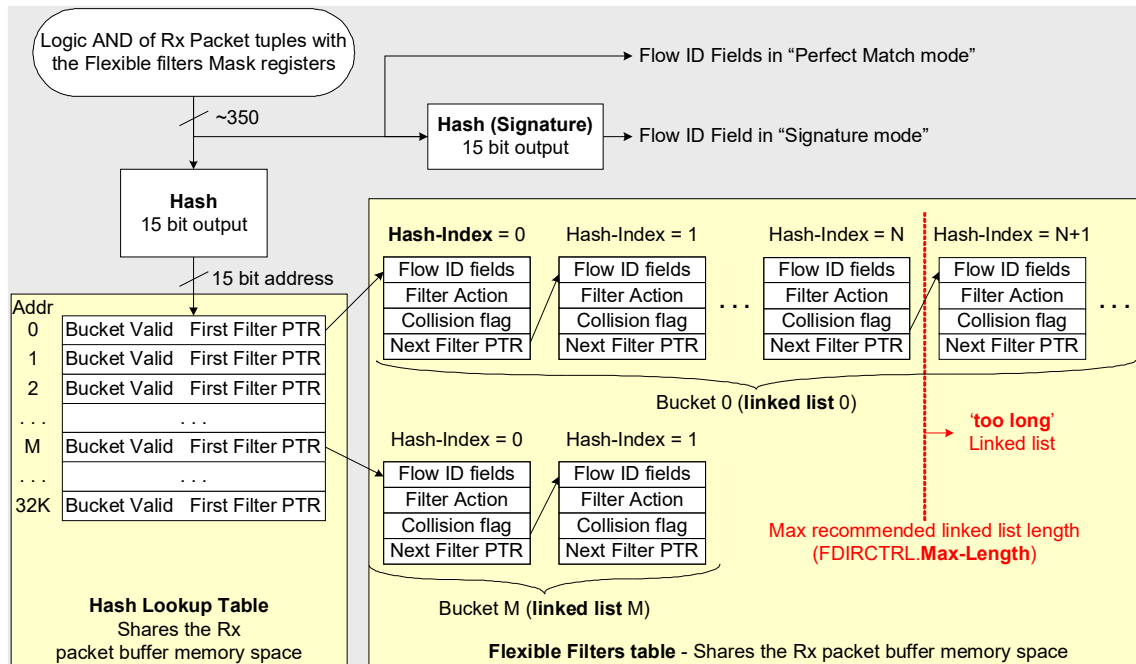 Logic AND of Rx Packet tuples with
the Flexible filters Mask registers
Flow ID Fields in “Perfect Match mode”
~350
Hash (Signature)
15 bit output
Flow ID Field in “Signature mode”
Hash
15 bit output
15 bit address
Addr
0 Bucket Valid First Filter PTR
1 Bucket Valid First Filter PTR
2 Bucket Valid First Filter PTR
. . . . . .
M Bucket Valid First Filter PTR
. . . . . .
32K Bucket Valid First Filter PTR
Hash Lookup Table
Shares the Rx
packet buffer memory space
Hash-Index = 0
Flow ID fields
Filter Action
Collision flag
Next Filter PTR
Hash-Index = 1
Flow ID fields
Filter Action
Collision flag
Next Filter PTR
. . .
Hash-Index = N
Flow ID fields
Filter Action
Collision flag
Next Filter PTR
Hash-Index = N+1
Flow ID fields
Filter Action
Collision flag
Next Filter PTR
. . .
Bucket 0 (linked list 0)
‘too long’
Linked list
Hash-Index = 0
Flow ID fields
Filter Action
Collision flag
Next Filter PTR
Hash-Index = 1
Flow ID fields
Filter Action
Collision flag
Next Filter PTR
Max recommended linked list length
(FDIRCTRL.Max-Length)
Bucket M (linked list M)
Flexible Filters table - Shares the Rx packet buffer memory space